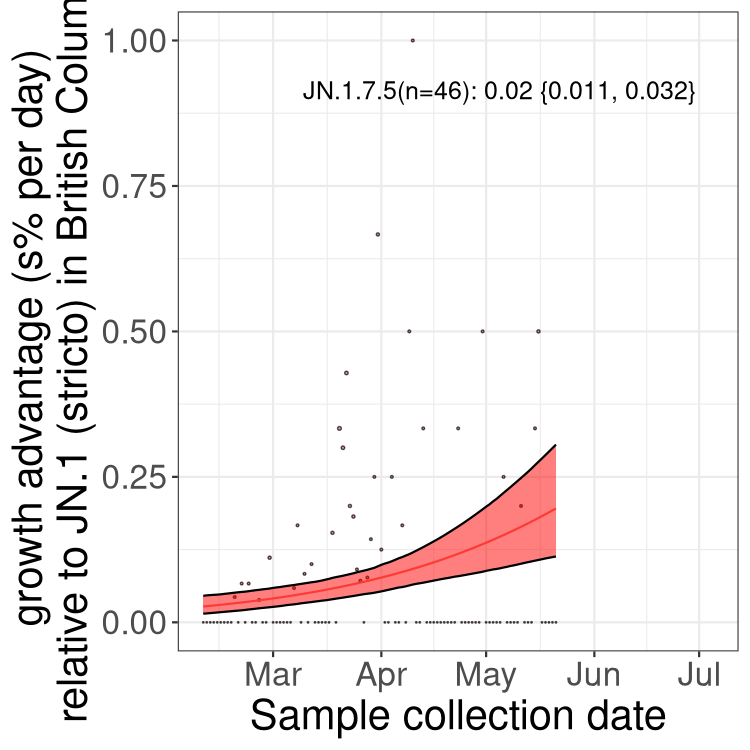 growth advantage (s% per day)
relative to JN.1 (stricto) in British Colum
1.00
0.75
0.50
0.25
0.00
JN.1.7.5(n=46): 0.02 {0.011, 0.032}
Mar Apr May Jun Jul
Sample collection date